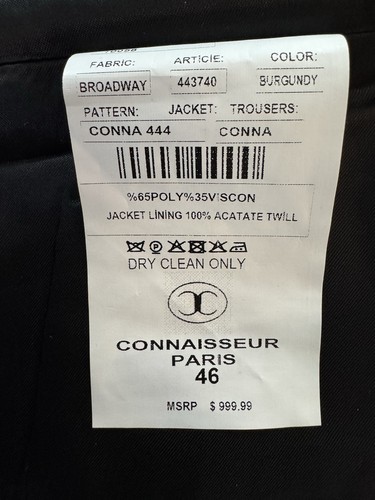 FABRIC: ARTICLE: COLOR:
BROADWAY 443740 BURGUNDY
PATTERN: JACKET: TROUSERS:
CONNA 444 CONNA
%65POLY%35VISCON
JACKET LINING 100% ACATATE TWILL
DRY CLEAN ONLY
CONNAISSEUR
PARIS
46
MSRP $ 999.99